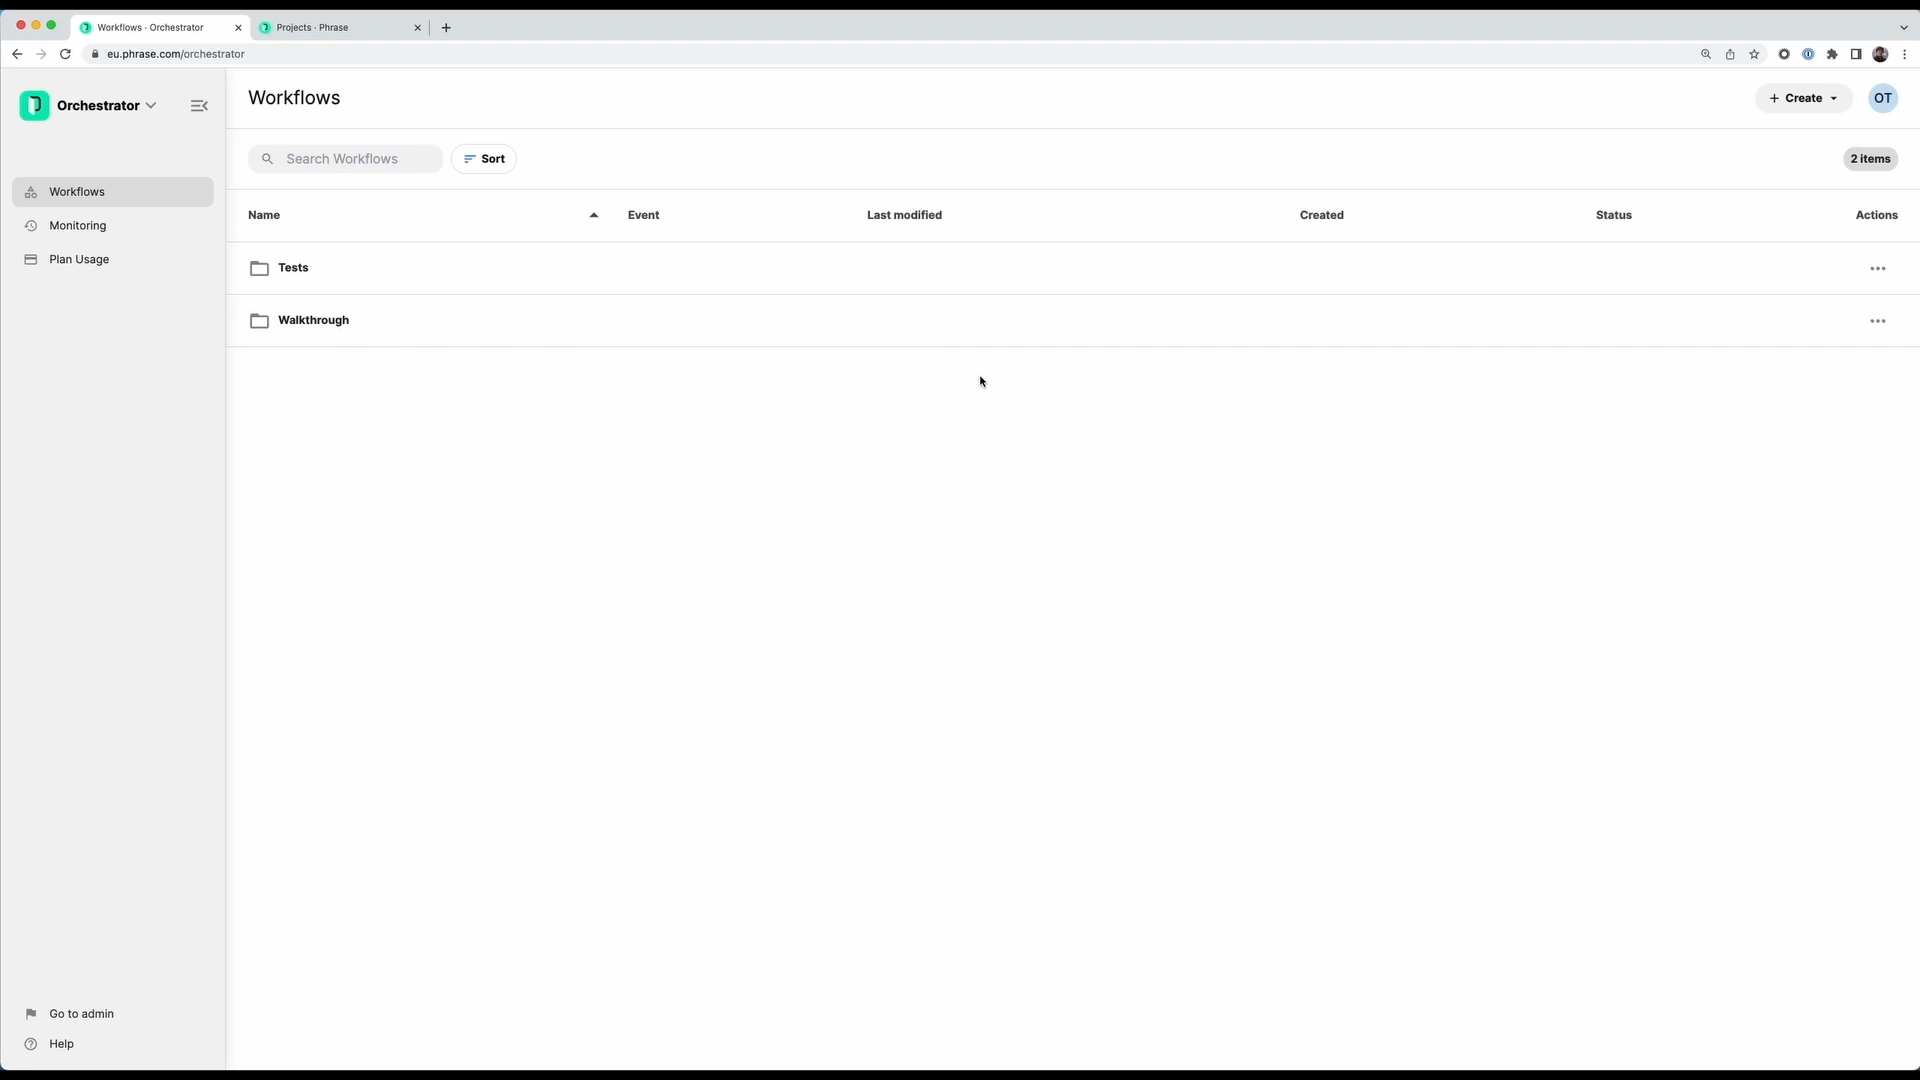 Workflows · Orchestrator
Projects · Phrase
eu.phrase.com/orchestrator
Orchestrator
Workflows
+ Create
OT
Search Workflows
Sort
2 items
Workflows
Monitoring
Plan Usage
Name
Event
Last modified
Created
Status
Actions
Tests
Walkthrough
Go to admin
Help